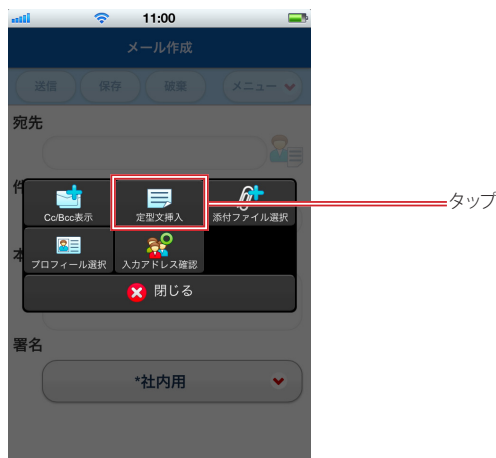 11:00
メール作成
送信 保存 破棄 メニュー
宛先
件
Cc/Bcc表示 定型文挿入 添付ファイル選択
タップ
本
プロフィール選択 入力アドレス確認
閉じる
署名
*社内用